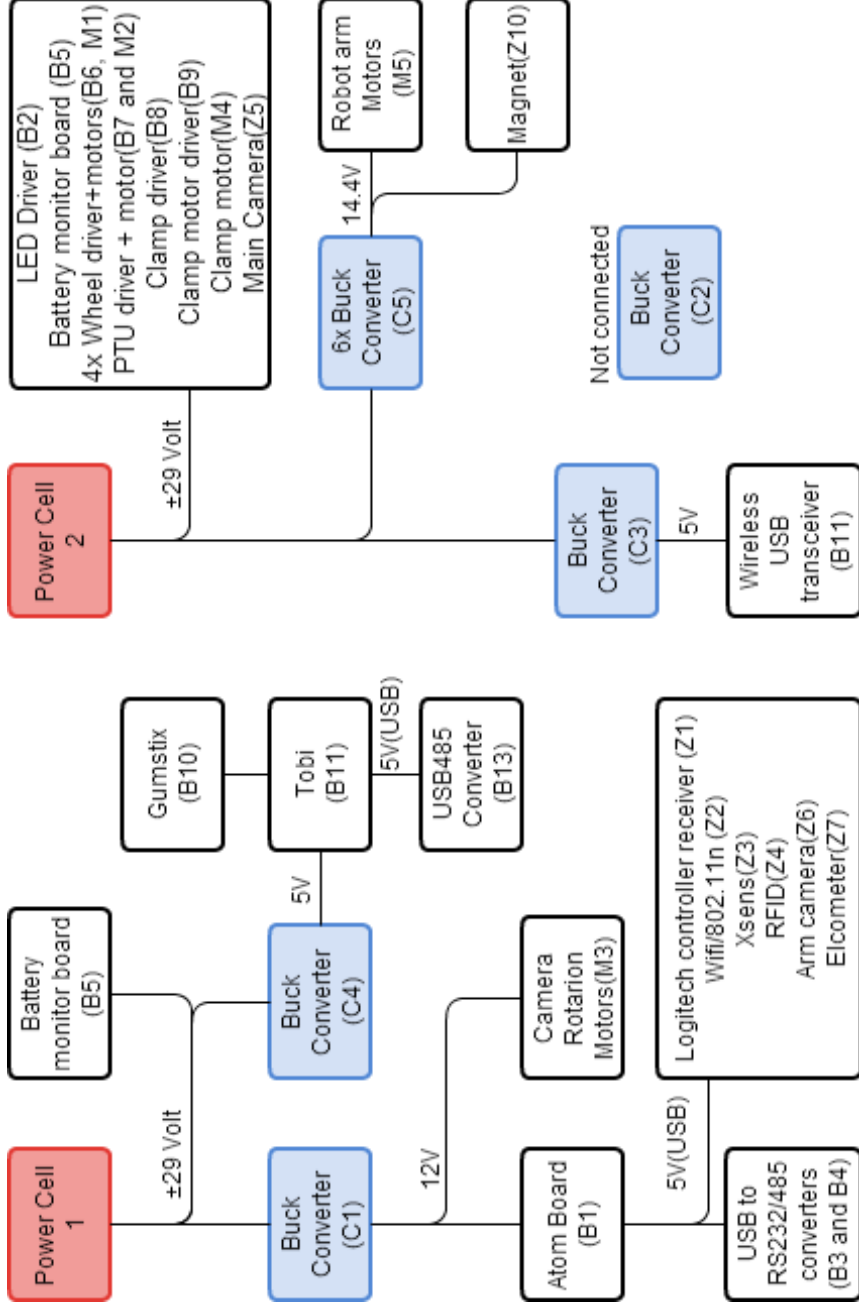 Power Cell
1
±29 Volt
Battery
monitor board
(B5)
Buck
Converter
(C1)
Buck
Converter
(C4)
5V
Gumstix
(B10)
Tobi
(B11)
5V(USB)
USB485
Converter
(B13)
12V
Atom Board
(B1)
Camera
Rotarion
Motors(M3)
5V(USB)
USB to
RS232/485
converters
(B3 and B4)
Logitech controller receiver (Z1)
Wifi/802.11n (Z2)
Xsens(Z3)
RFID(Z4)
Arm camera(Z6)
Elcometer(Z7)
Power Cell
2
±29 Volt
LED Driver (B2)
Battery monitor board (B5)
4x Wheel driver+motors(B6, M1)
PTU driver + motor(B7 and M2)
Clamp driver(B8)
Clamp motor driver(B9)
Clamp motor(M4)
Main Camera(Z5)
6x Buck
Converter
(C5)
14.4V
Robot arm
Motors
(M5)
Magnet(Z10)
Buck
Converter
(C3)
5V
Wireless
USB
transceiver
(B11)
Not connected
Buck
Converter
(C2)